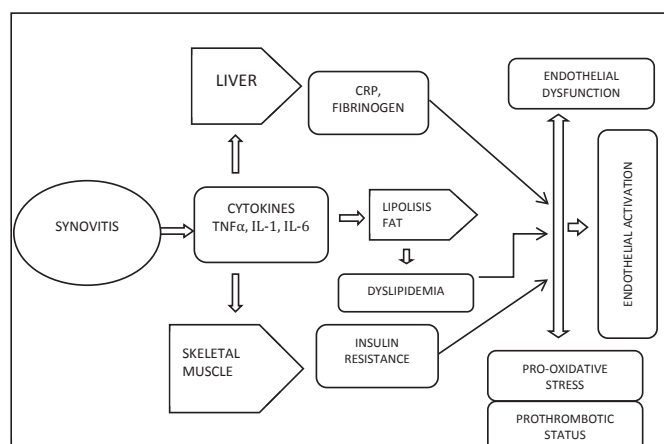 LIVER
CRP,
FIBRINOGEN
ENDOTHELIAL
DYSFUNCTION
SYNOVITIS
CYTOKINES
TNFα, IL-1, IL-6
LIPOLISIS
FAT
DYSLIPIDEMIA
ENDOTHELIAL ACTIVATION
SKELETAL
MUSCLE
INSULIN
RESISTANCE
PRO-OXIDATIVE
STRESS
PROTHROMBOTIC
STATUS